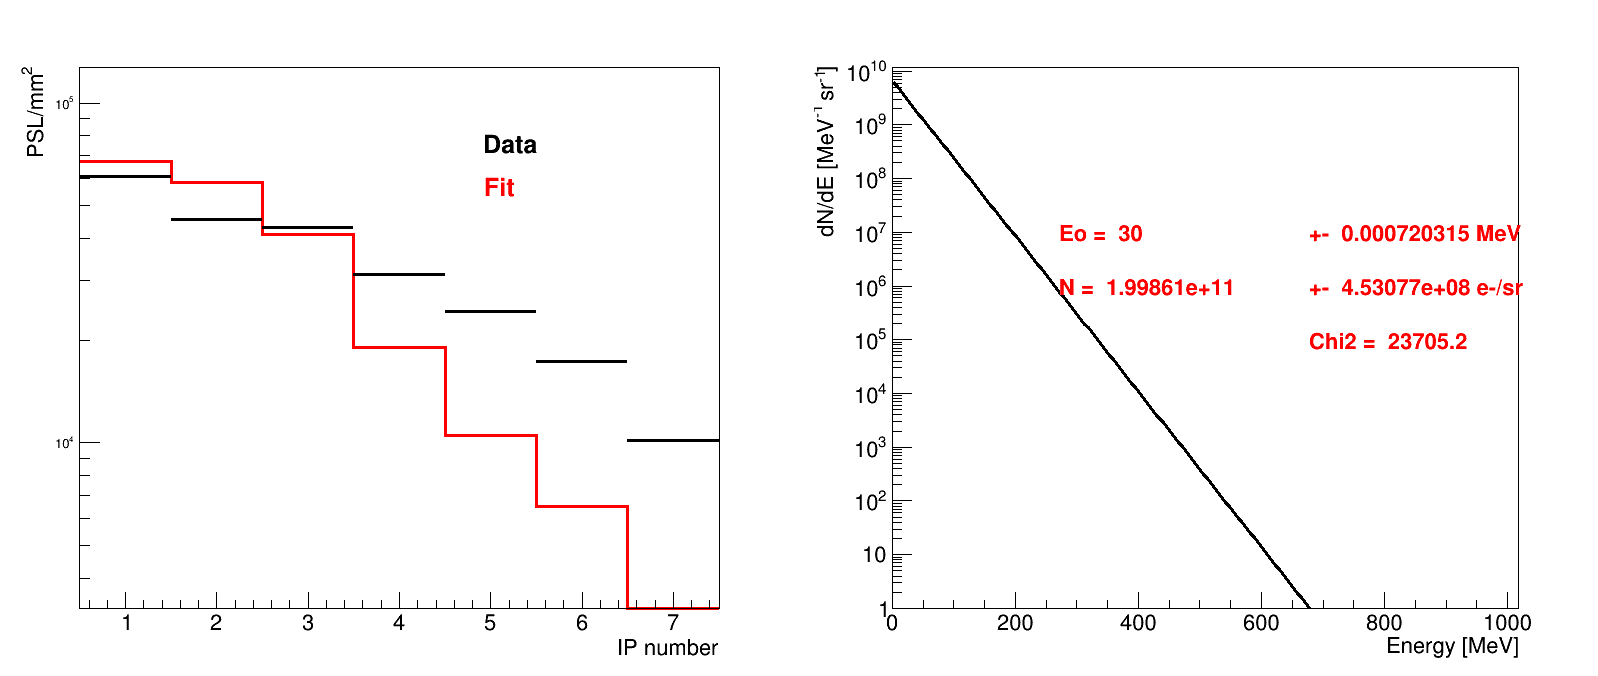 PSL/mm²
10⁵
10⁴
Data
Fit
1 2 3 4 5 6 7
IP number
dN/dE [MeV⁻¹ sr⁻¹]
10¹⁰
10⁹
10⁸
10⁷
10⁶
10⁵
10⁴
10³
10²
10
1
Eo = 30 +- 0.000720315 MeV
N = 1.99861e+11 +- 4.53077e+08 e-/sr
Chi2 = 23705.2
0 200 400 600 800 1000
Energy [MeV]